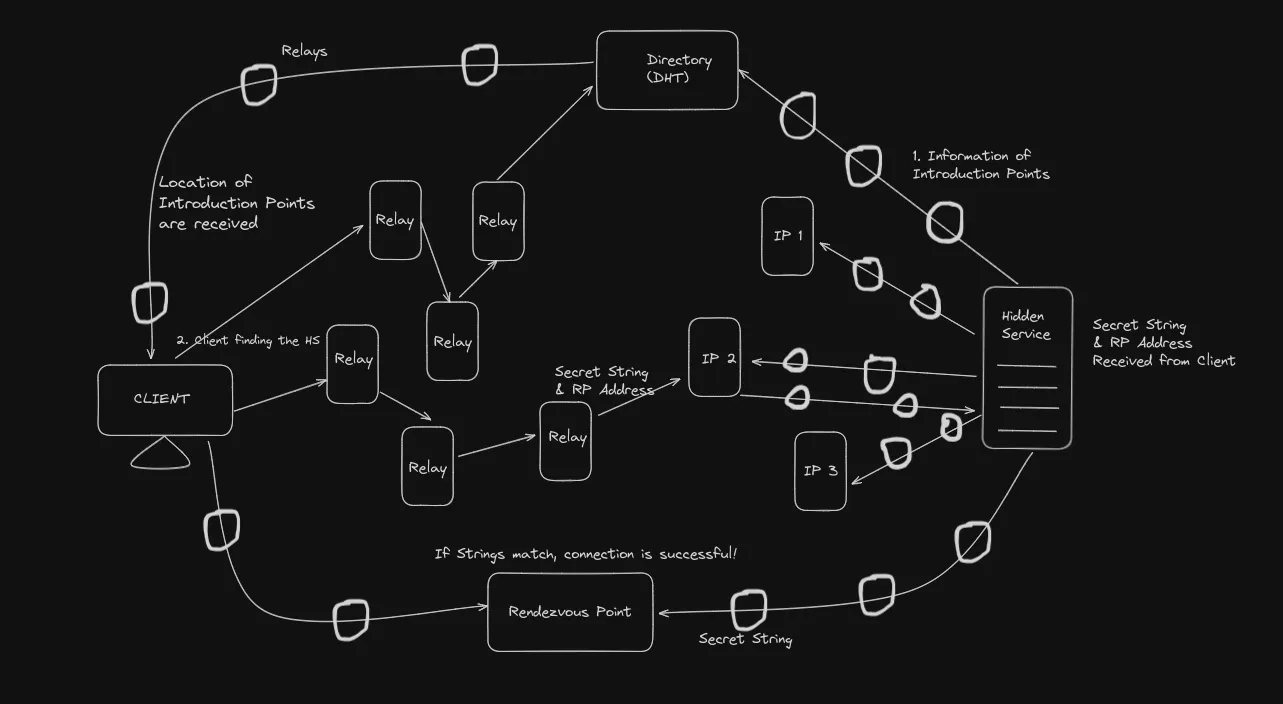 Relays
Directory
(DHT)
1. Information of
Introduction Points
Location of
Introduction Points
are received
Relay
Relay
IP 1
Relay
Hidden
Service
Secret String
& RP Address
Received from Client
2. Client finding the HS
Relay
IP 2
Secret String
& RP Address
CLIENT
Relay
Relay
IP 3
If Strings match, connection is successful!
Rendezvous Point
Secret String